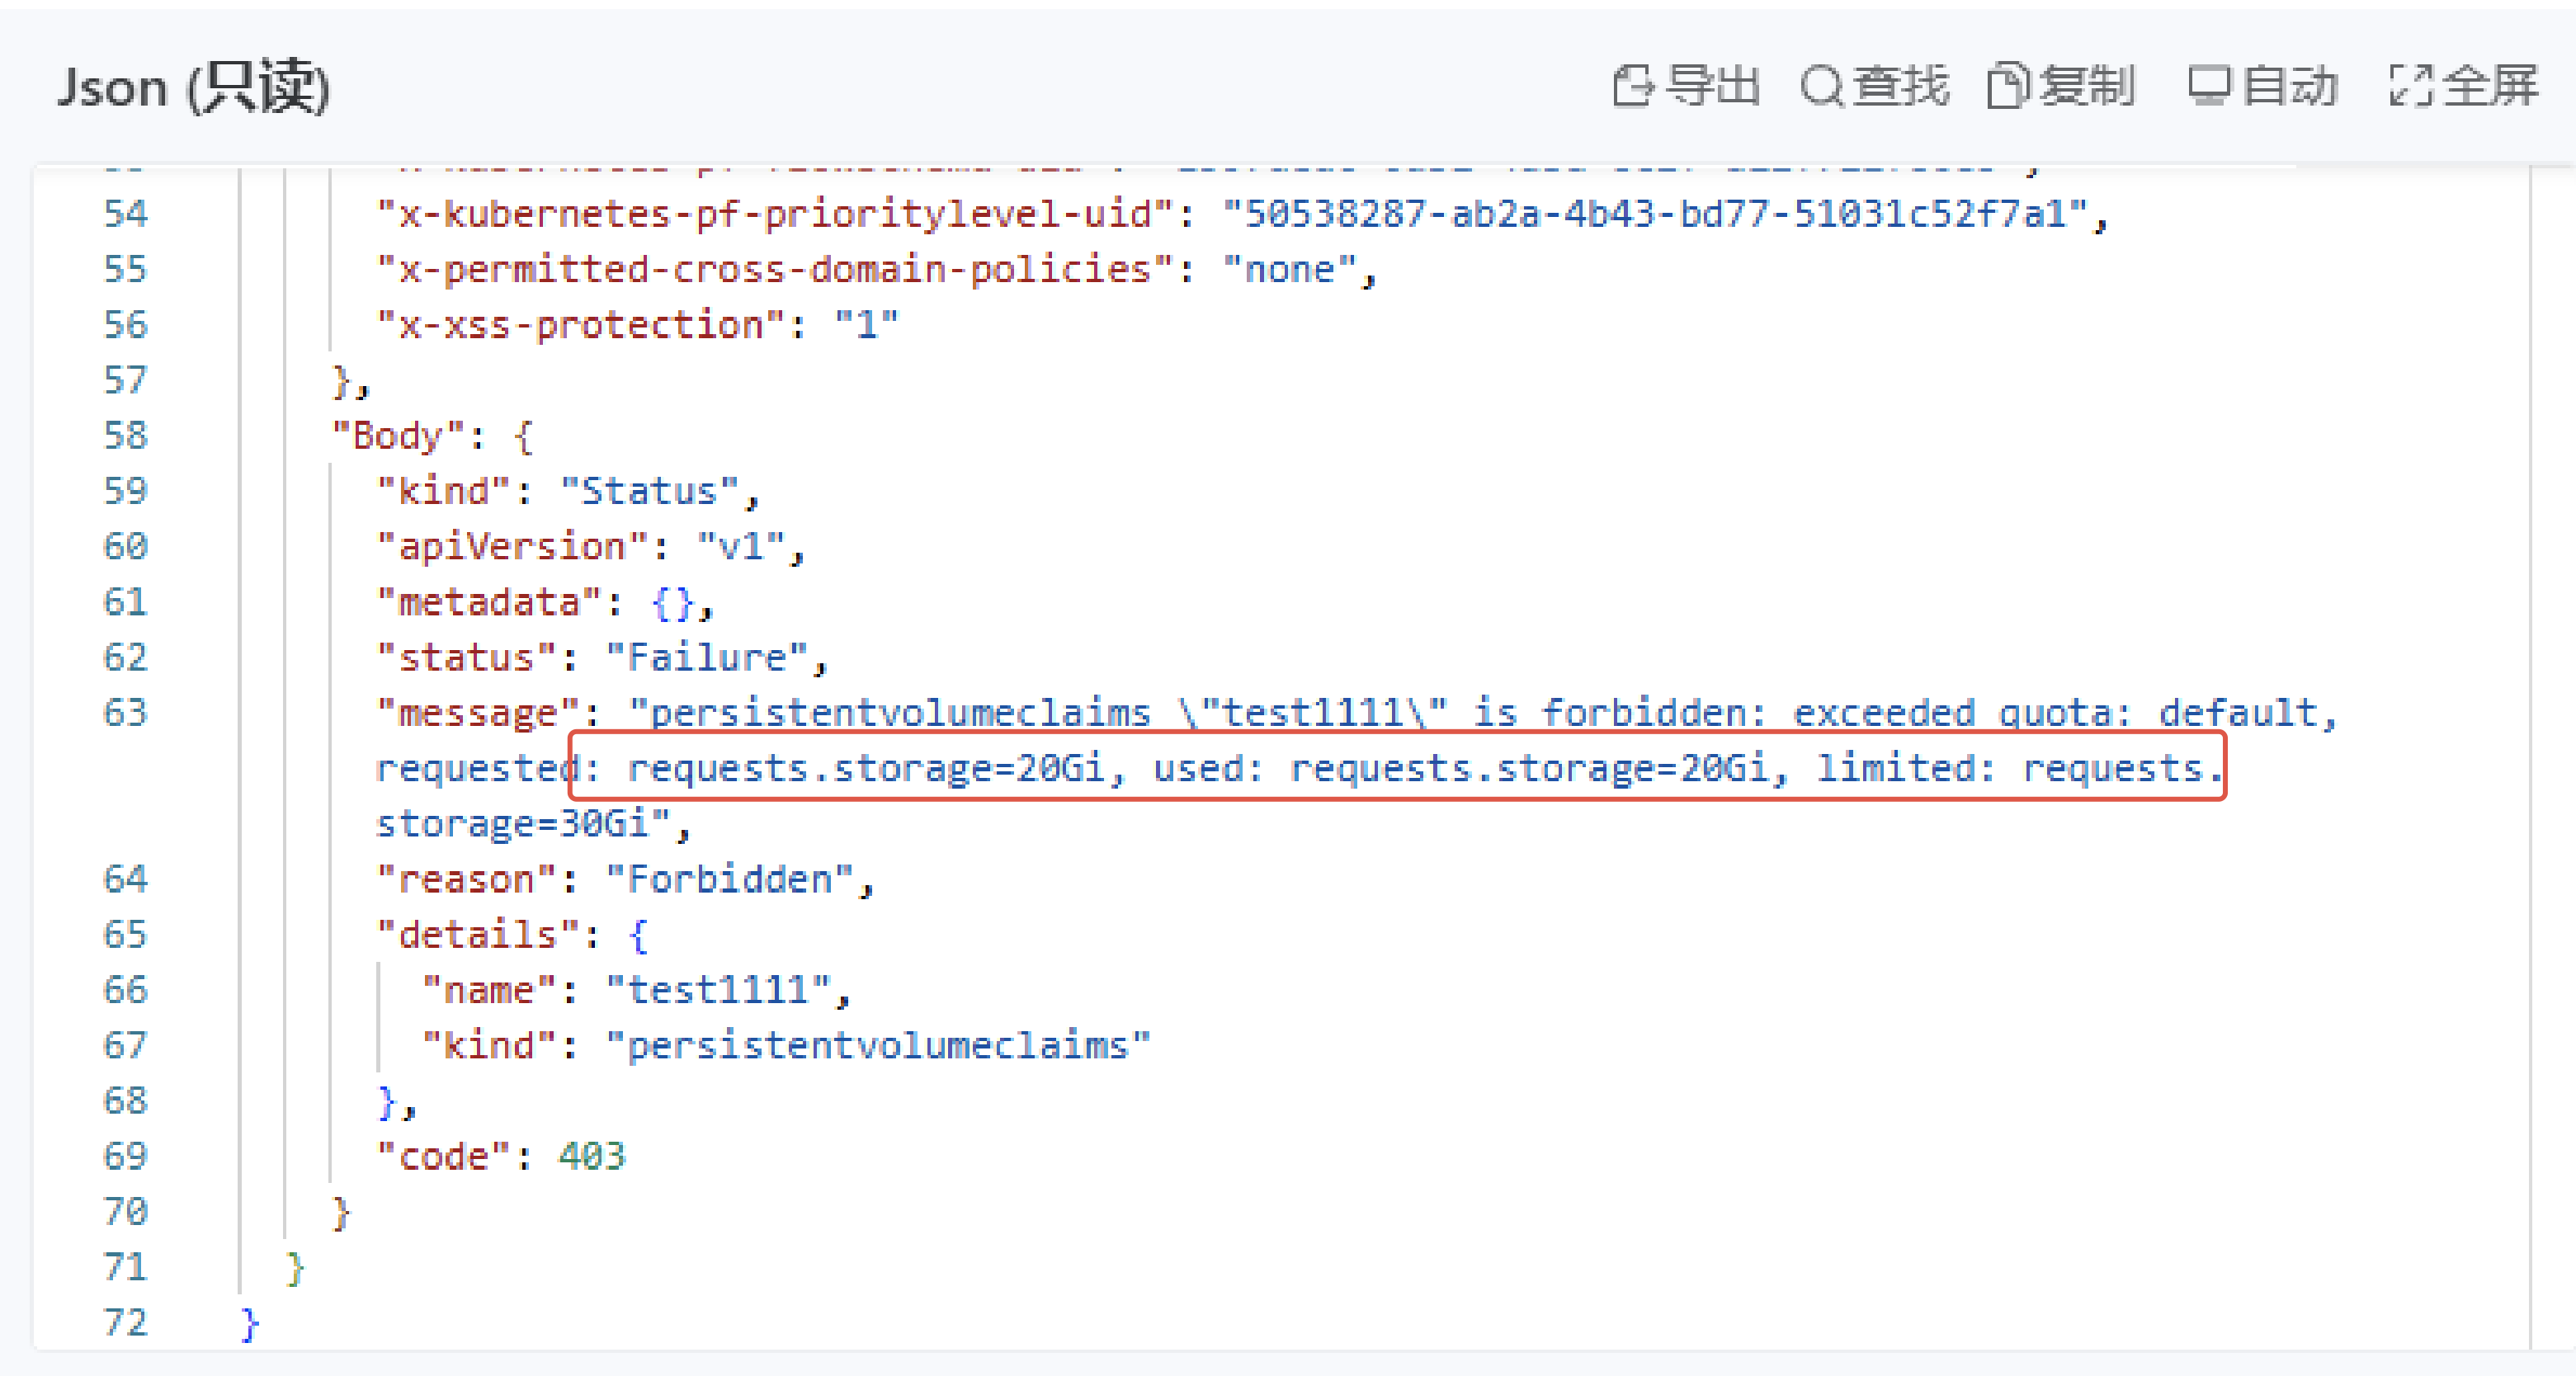 Json (只读)
导出 查找 复制 自动 全屏
54 "x-kubernetes-pf-prioritylevel-uid": "50538287-ab2a-4b43-bd77-51031c52f7a1",
55 "x-permitted-cross-domain-policies": "none",
56 "x-xss-protection": "1"
57 },
58 "Body": {
59 "kind": "Status",
60 "apiVersion": "v1",
61 "metadata": {},
62 "status": "Failure",
63 "message": "persistentvolumeclaims \"test1111\" is forbidden: exceeded quota: default,
requested: requests.storage=20Gi, used: requests.storage=20Gi, limited: requests.
storage=30Gi",
64 "reason": "Forbidden",
65 "details": {
66 "name": "test1111",
67 "kind": "persistentvolumeclaims"
68 },
69 "code": 403
70 }
71 }
72 }